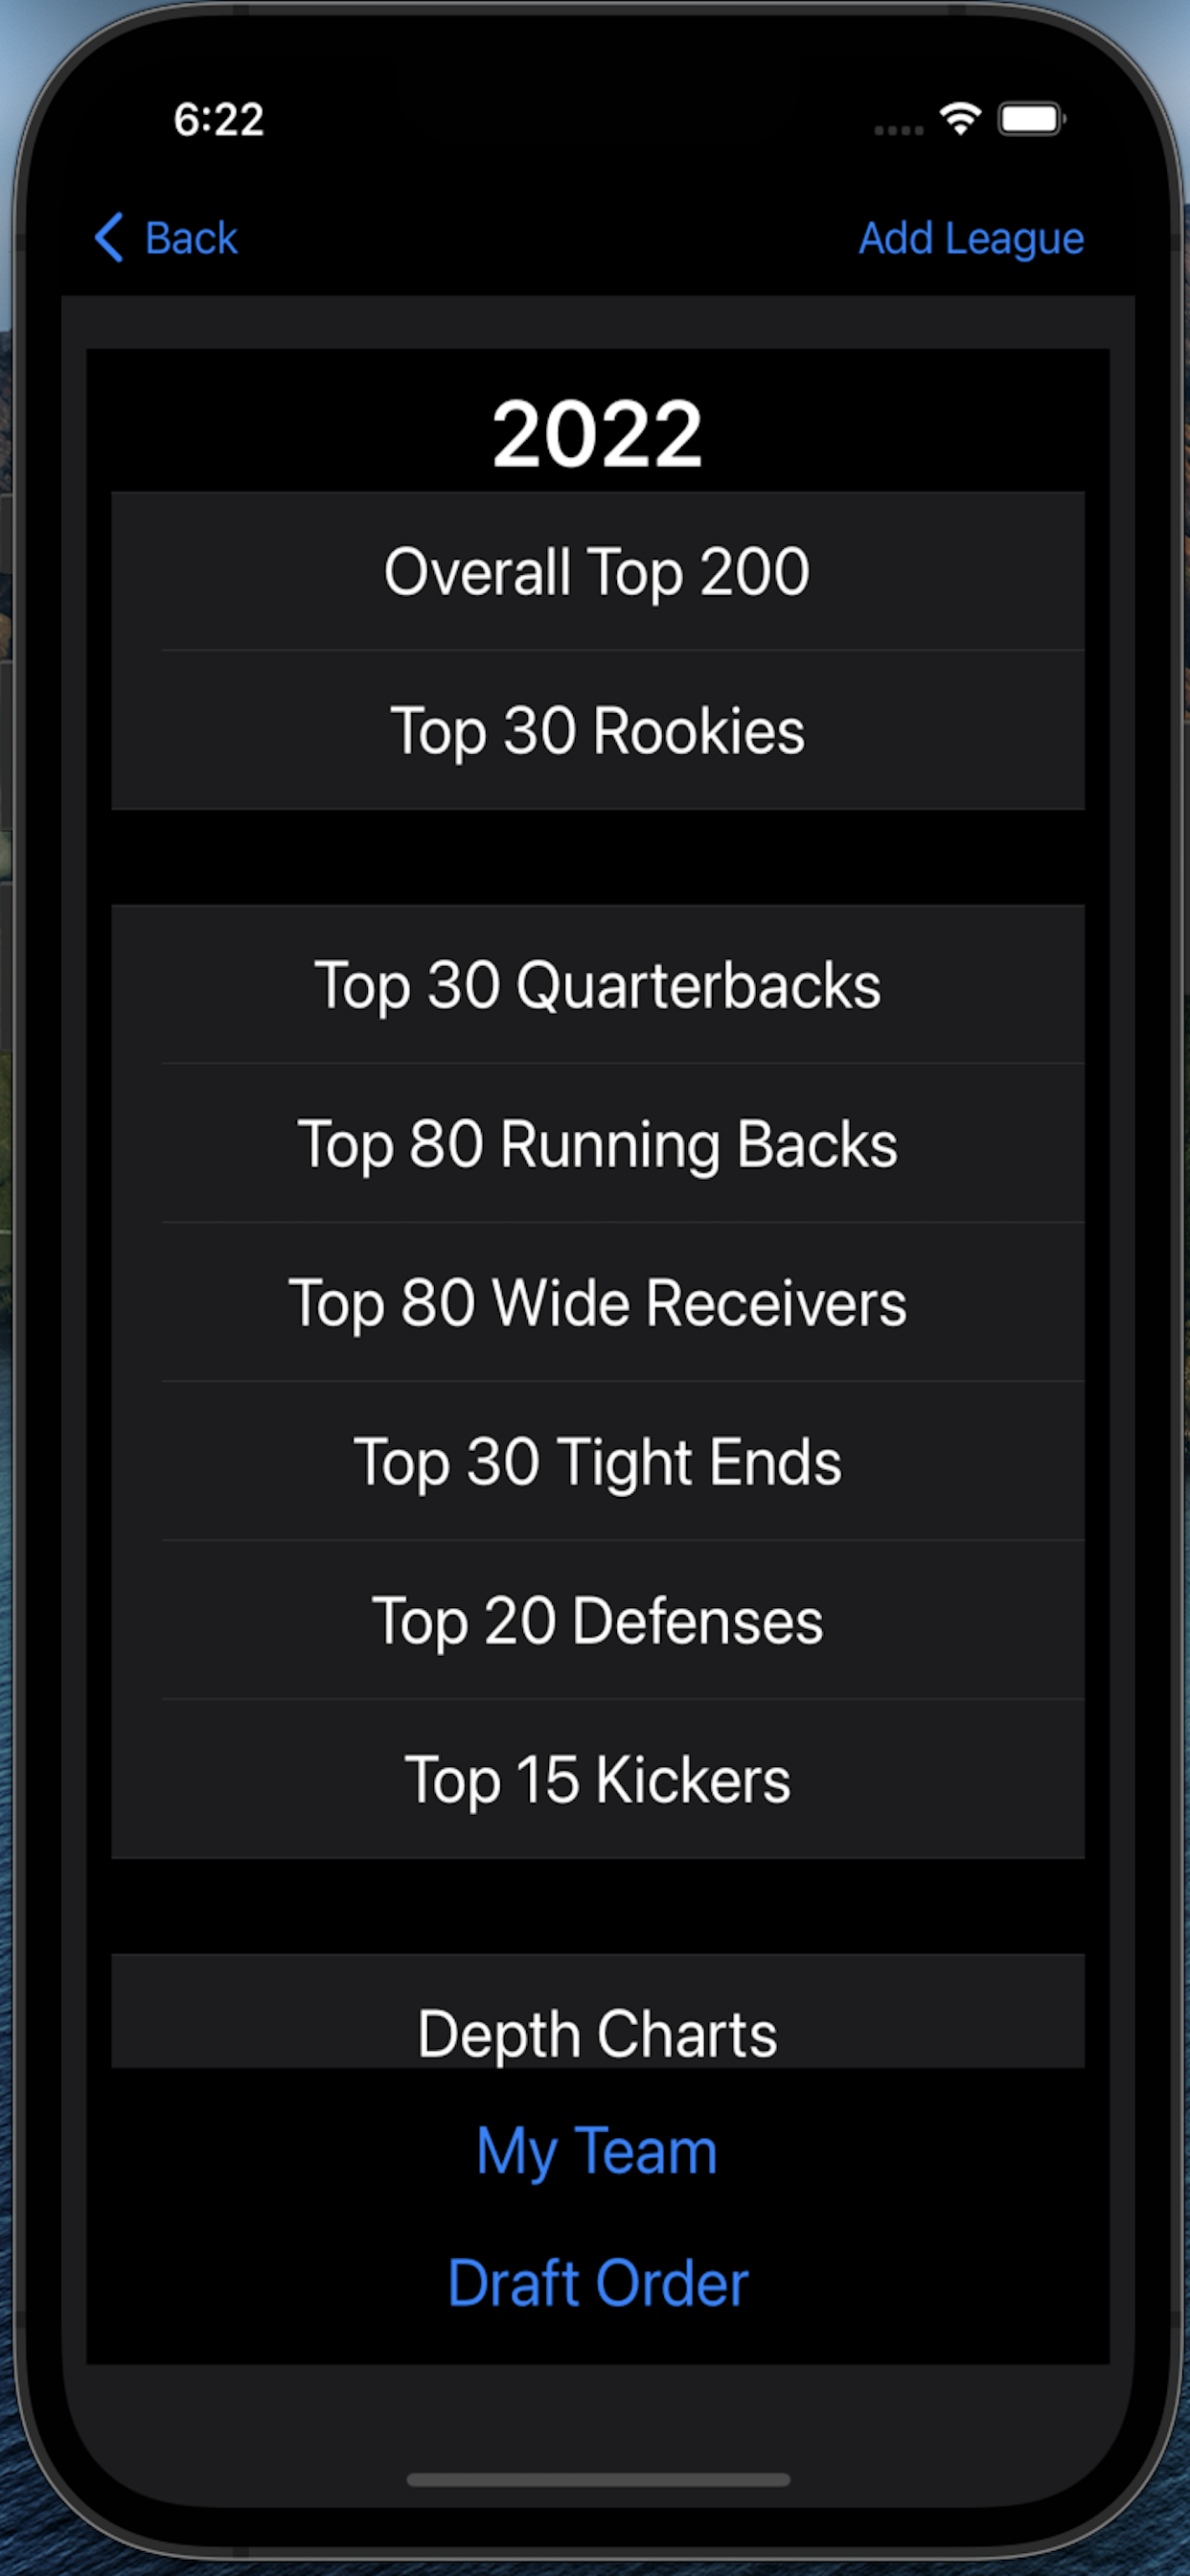 6:22
Back
Add League
2022
Overall Top 200
Top 30 Rookies
Top 30 Quarterbacks
Top 80 Running Backs
Top 80 Wide Receivers
Top 30 Tight Ends
Top 20 Defenses
Top 15 Kickers
Depth Charts
My Team
Draft Order